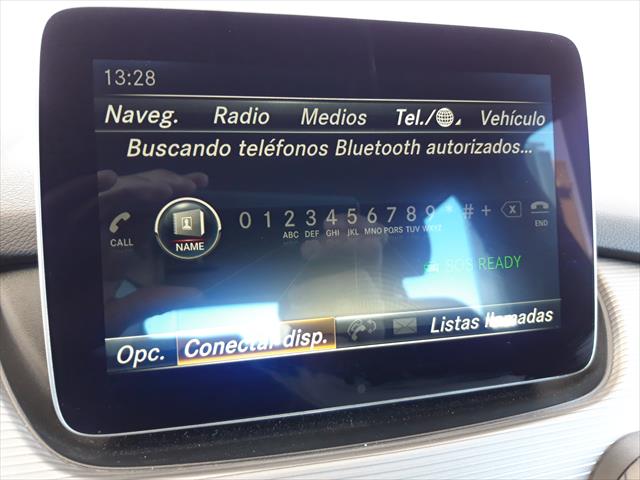 13:28
Naveg. Radio Medios Tel./ Vehículo
Buscando teléfonos Bluetooth autorizados...
CALL NAME 0 1 2 3 4 5 6 7 8 9 * # + END
ABC DEF GHI JKL MNO PQRS TUV WXYZ
SOS READY
Opc. Conectar disp. Listas llamadas